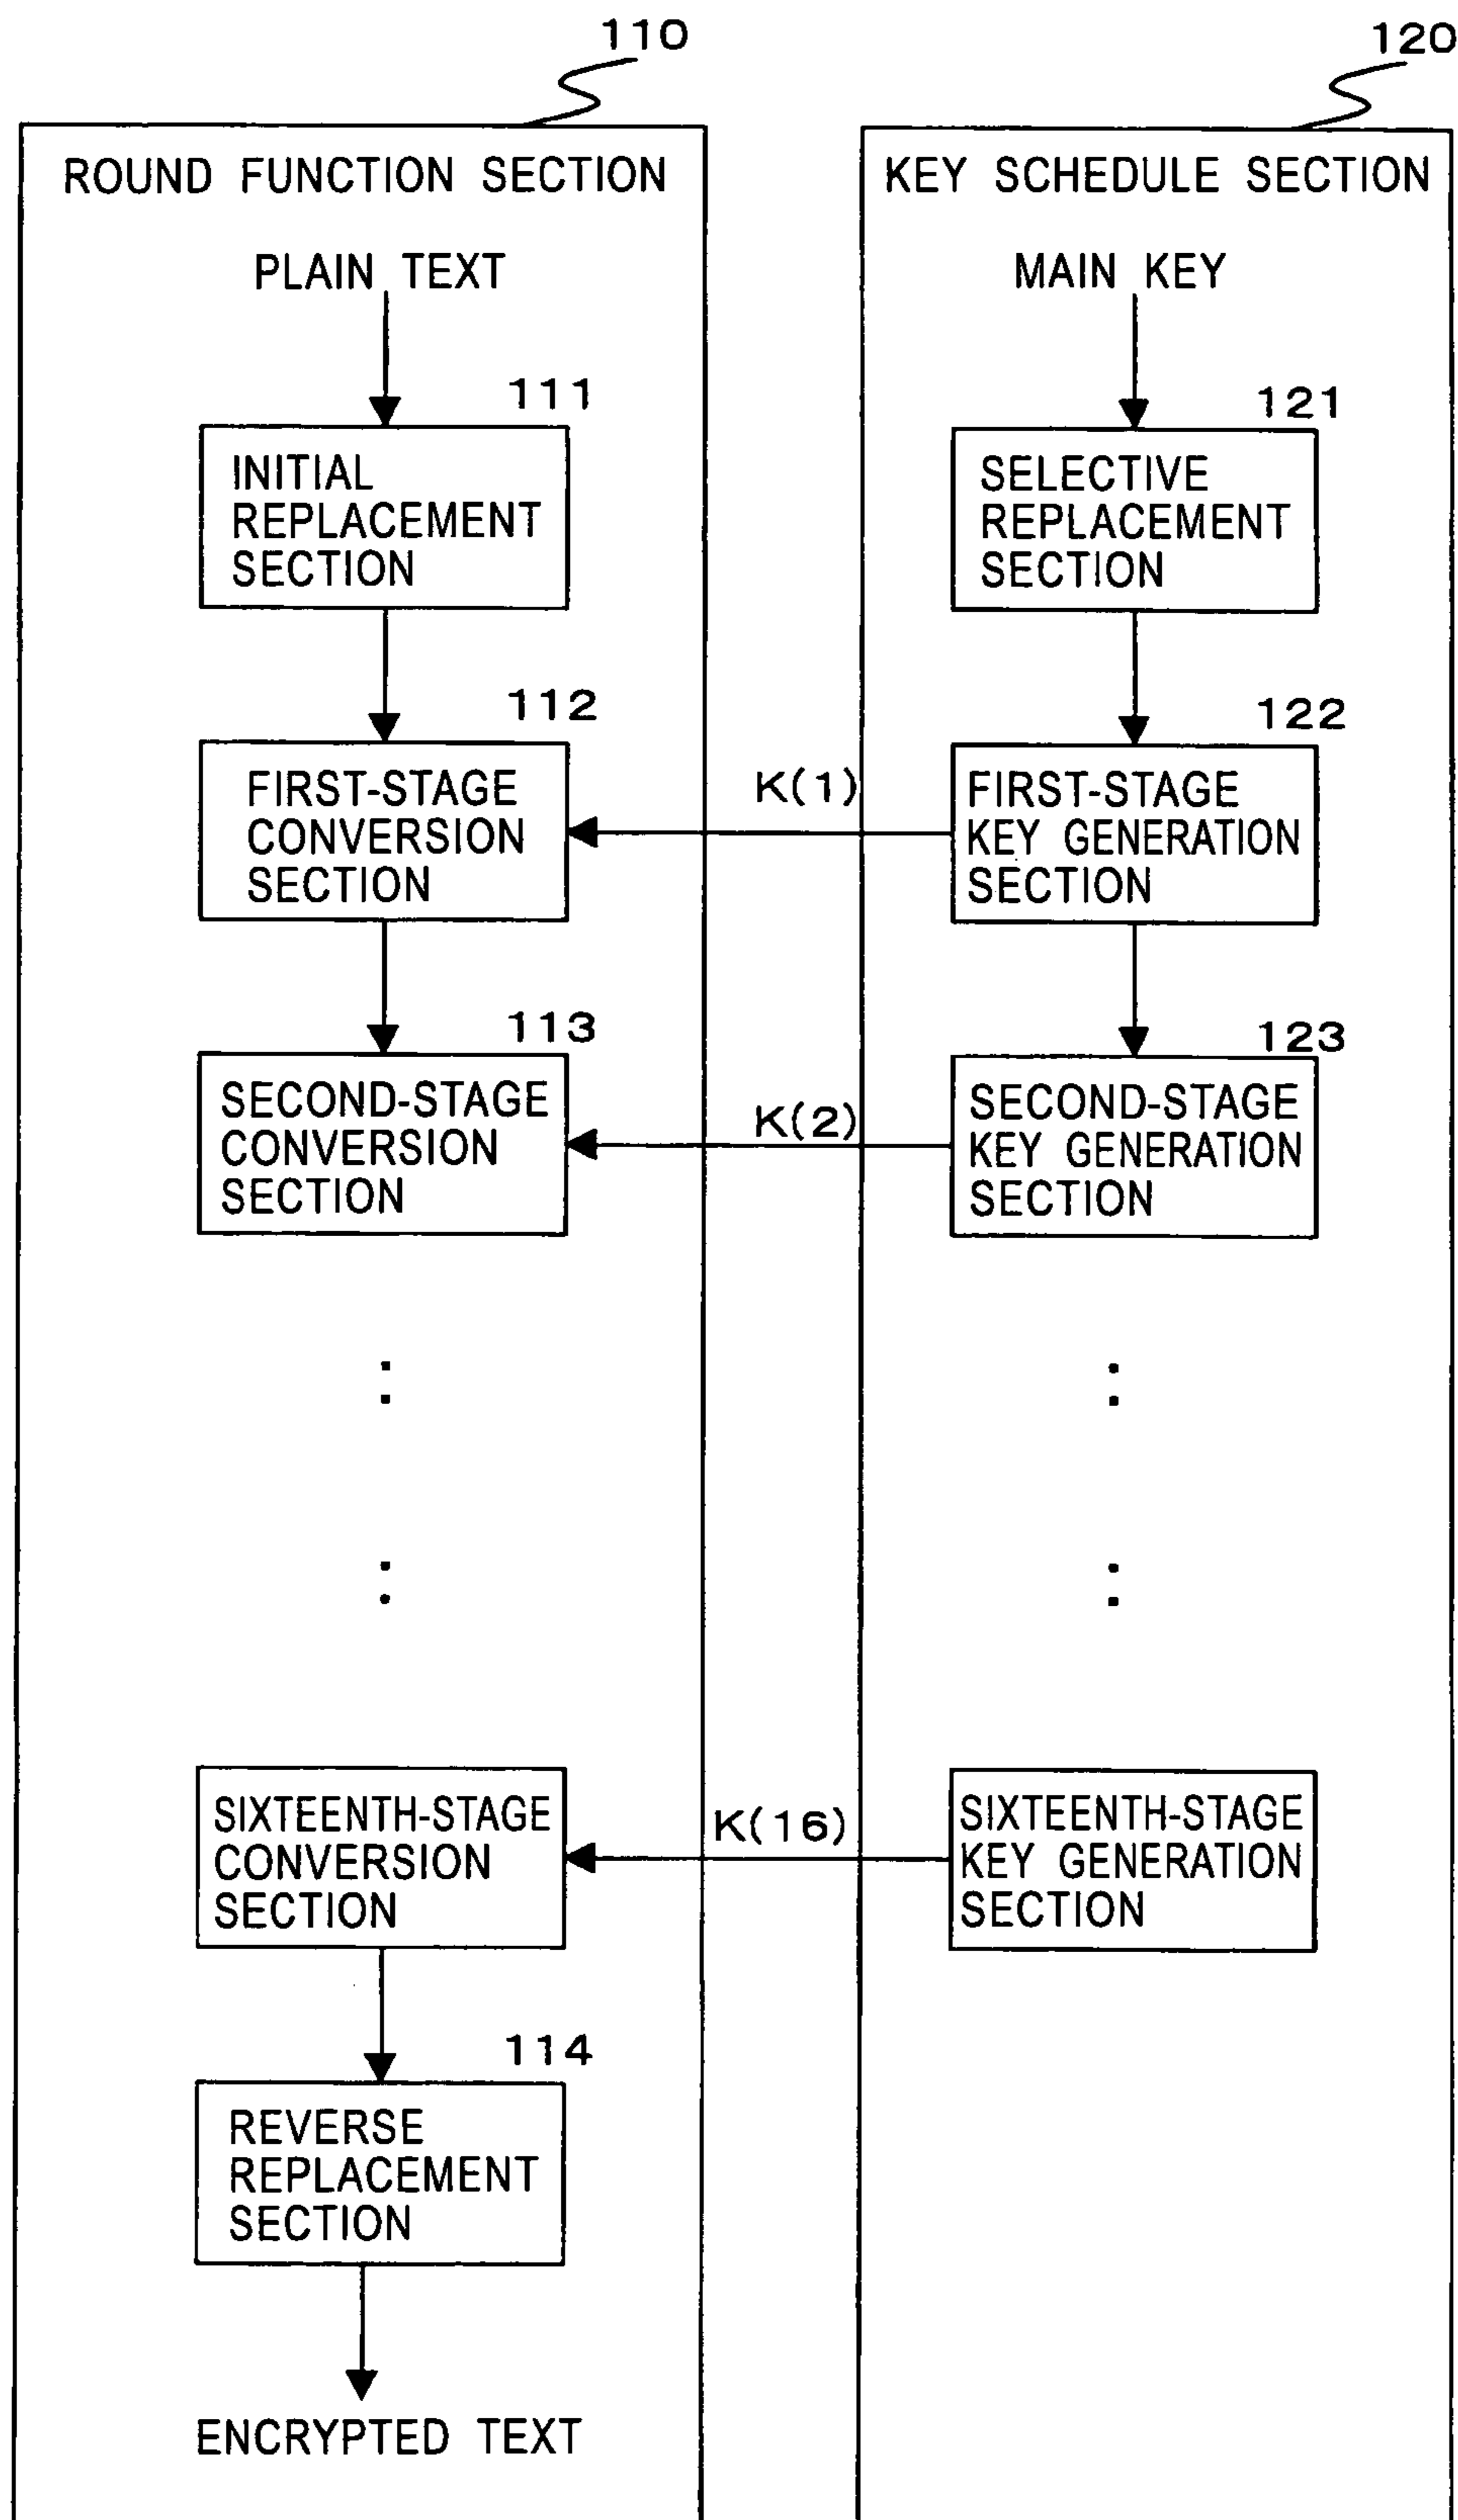 110
ROUND FUNCTION SECTION
PLAIN TEXT
111
INITIAL
REPLACEMENT
SECTION
112
FIRST-STAGE
CONVERSION
SECTION
113
SECOND-STAGE
CONVERSION
SECTION
:
:
SIXTEENTH-STAGE
CONVERSION
SECTION
114
REVERSE
REPLACEMENT
SECTION
ENCRYPTED TEXT
K(1)
K(2)
K(16)
120
KEY SCHEDULE SECTION
MAIN KEY
121
SELECTIVE
REPLACEMENT
SECTION
122
FIRST-STAGE
KEY GENERATION
SECTION
123
SECOND-STAGE
KEY GENERATION
SECTION
:
:
SIXTEENTH-STAGE
KEY GENERATION
SECTION